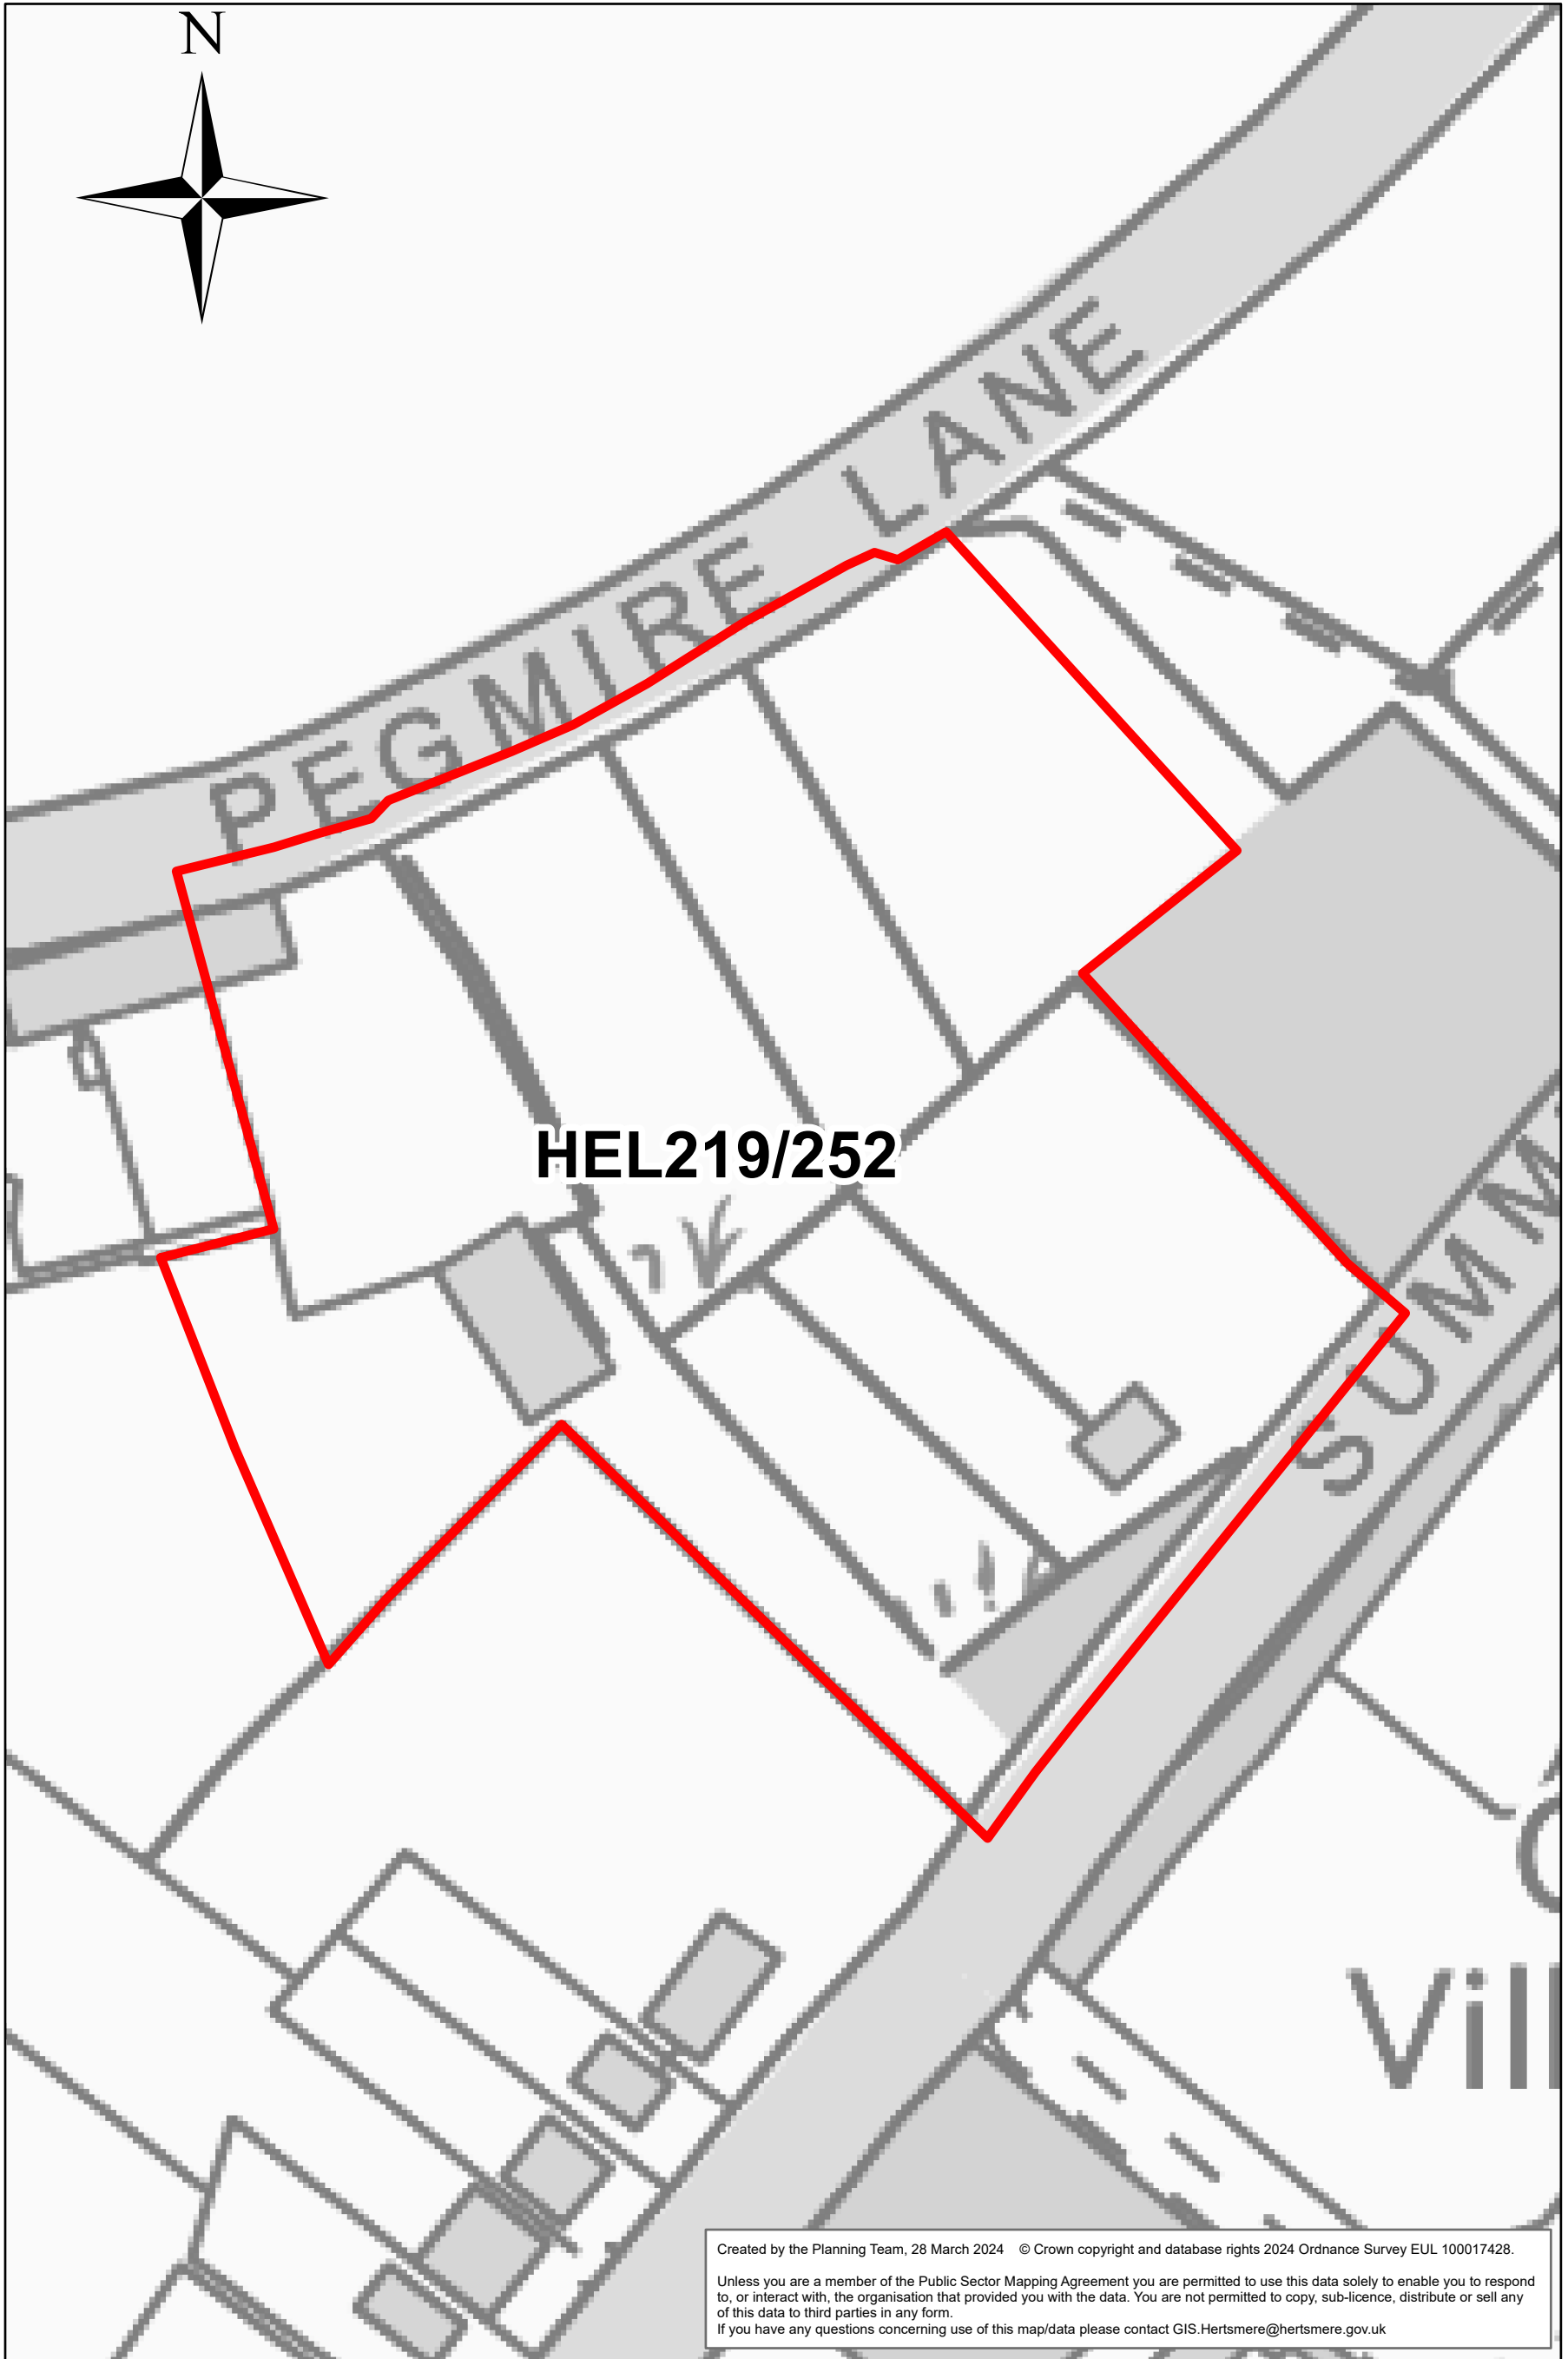 N
PEGMIRE LANE
HEL219/252
SUMM
Vill
Created by the Planning Team, 28 March 2024 © Crown copyright and database rights 2024 Ordnance Survey EUL 100017428.
Unless you are a member of the Public Sector Mapping Agreement you are permitted to use this data solely to enable you to respond
to, or interact with, the organisation that provided you with the data. You are not permitted to copy, sub-licence, distribute or sell any
of this data to third parties in any form.
If you have any questions concerning use of this map/data please contact GIS.Hertsmere@hertsmere.gov.uk